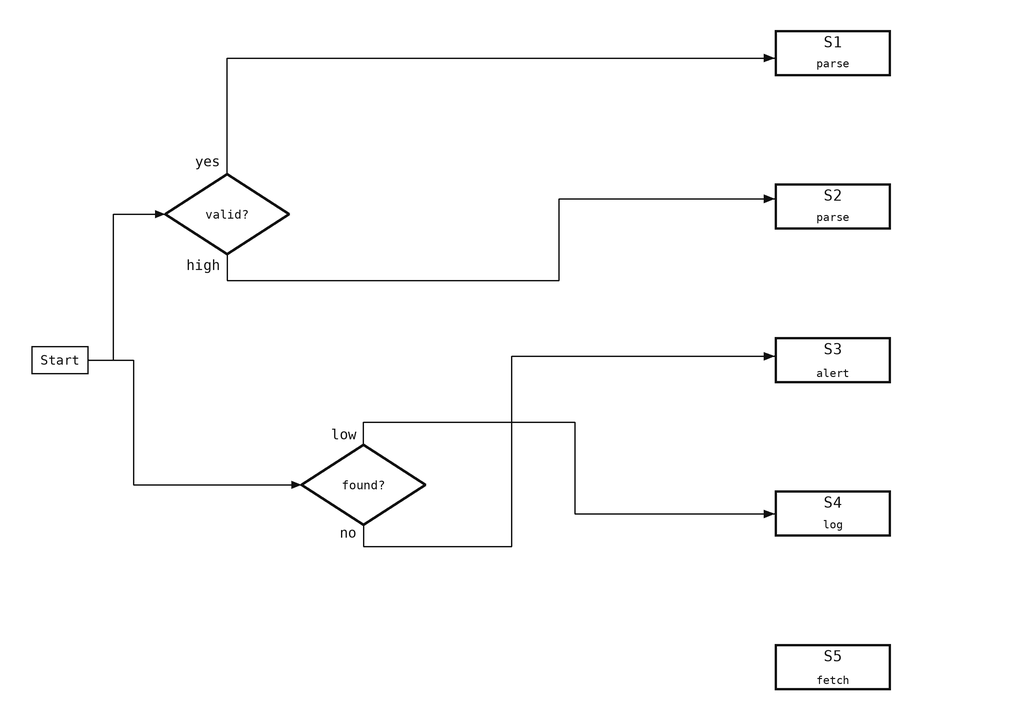 S1
parse
yes
valid?
S2
parse
high
Start
S3
alert
low
found?
S4
log
no
S5
fetch